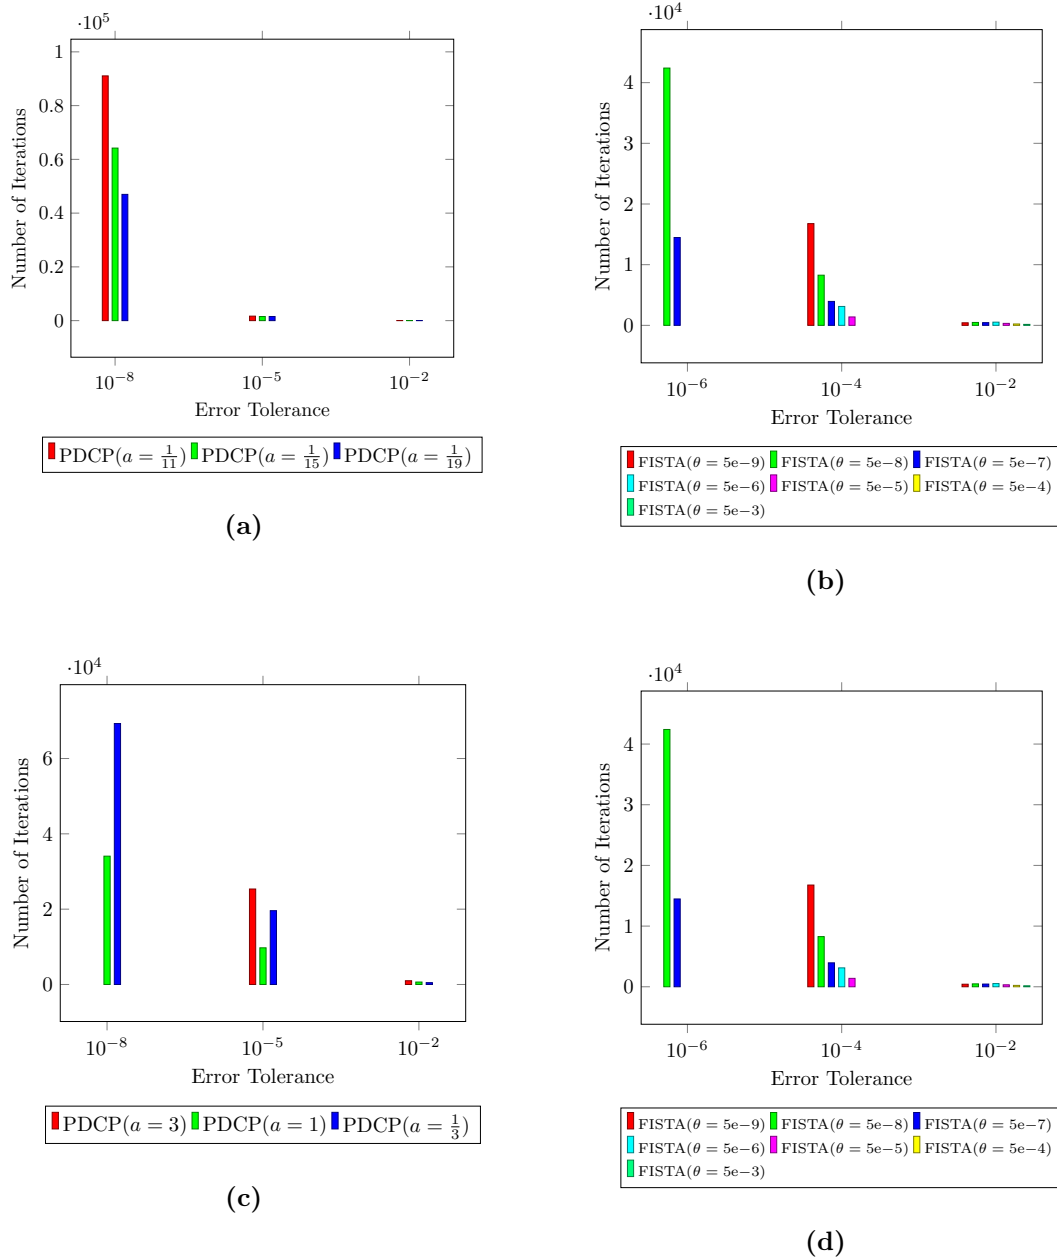 ·10^5
1
0.8
0.6
0.4
0.2
0
Number of Iterations
10^−8 10^−5 10^−2
Error Tolerance
PDCP(a = 1/11) PDCP(a = 1/15) PDCP(a = 1/19)
(a)
·10^4
4
2
1
0
Number of Iterations
10^−6 10^−4 10^−2
Error Tolerance
FISTA(θ = 5e−9) FISTA(θ = 5e−8) FISTA(θ = 5e−7)
FISTA(θ = 5e−6) FISTA(θ = 5e−5) FISTA(θ = 5e−4)
FISTA(θ = 5e−3)
(b)
·10^4
6
4
2
0
Number of Iterations
10^−8 10^−5 10^−2
Error Tolerance
PDCP(a = 3) PDCP(a = 1) PDCP(a = 1/3)
(c)
·10^4
4
3
2
1
0
Number of Iterations
10^−6 10^−4 10^−2
Error Tolerance
FISTA(θ = 5e−9) FISTA(θ = 5e−8) FISTA(θ = 5e−7)
FISTA(θ = 5e−6) FISTA(θ = 5e−5) FISTA(θ = 5e−4)
FISTA(θ = 5e−3)
(d)